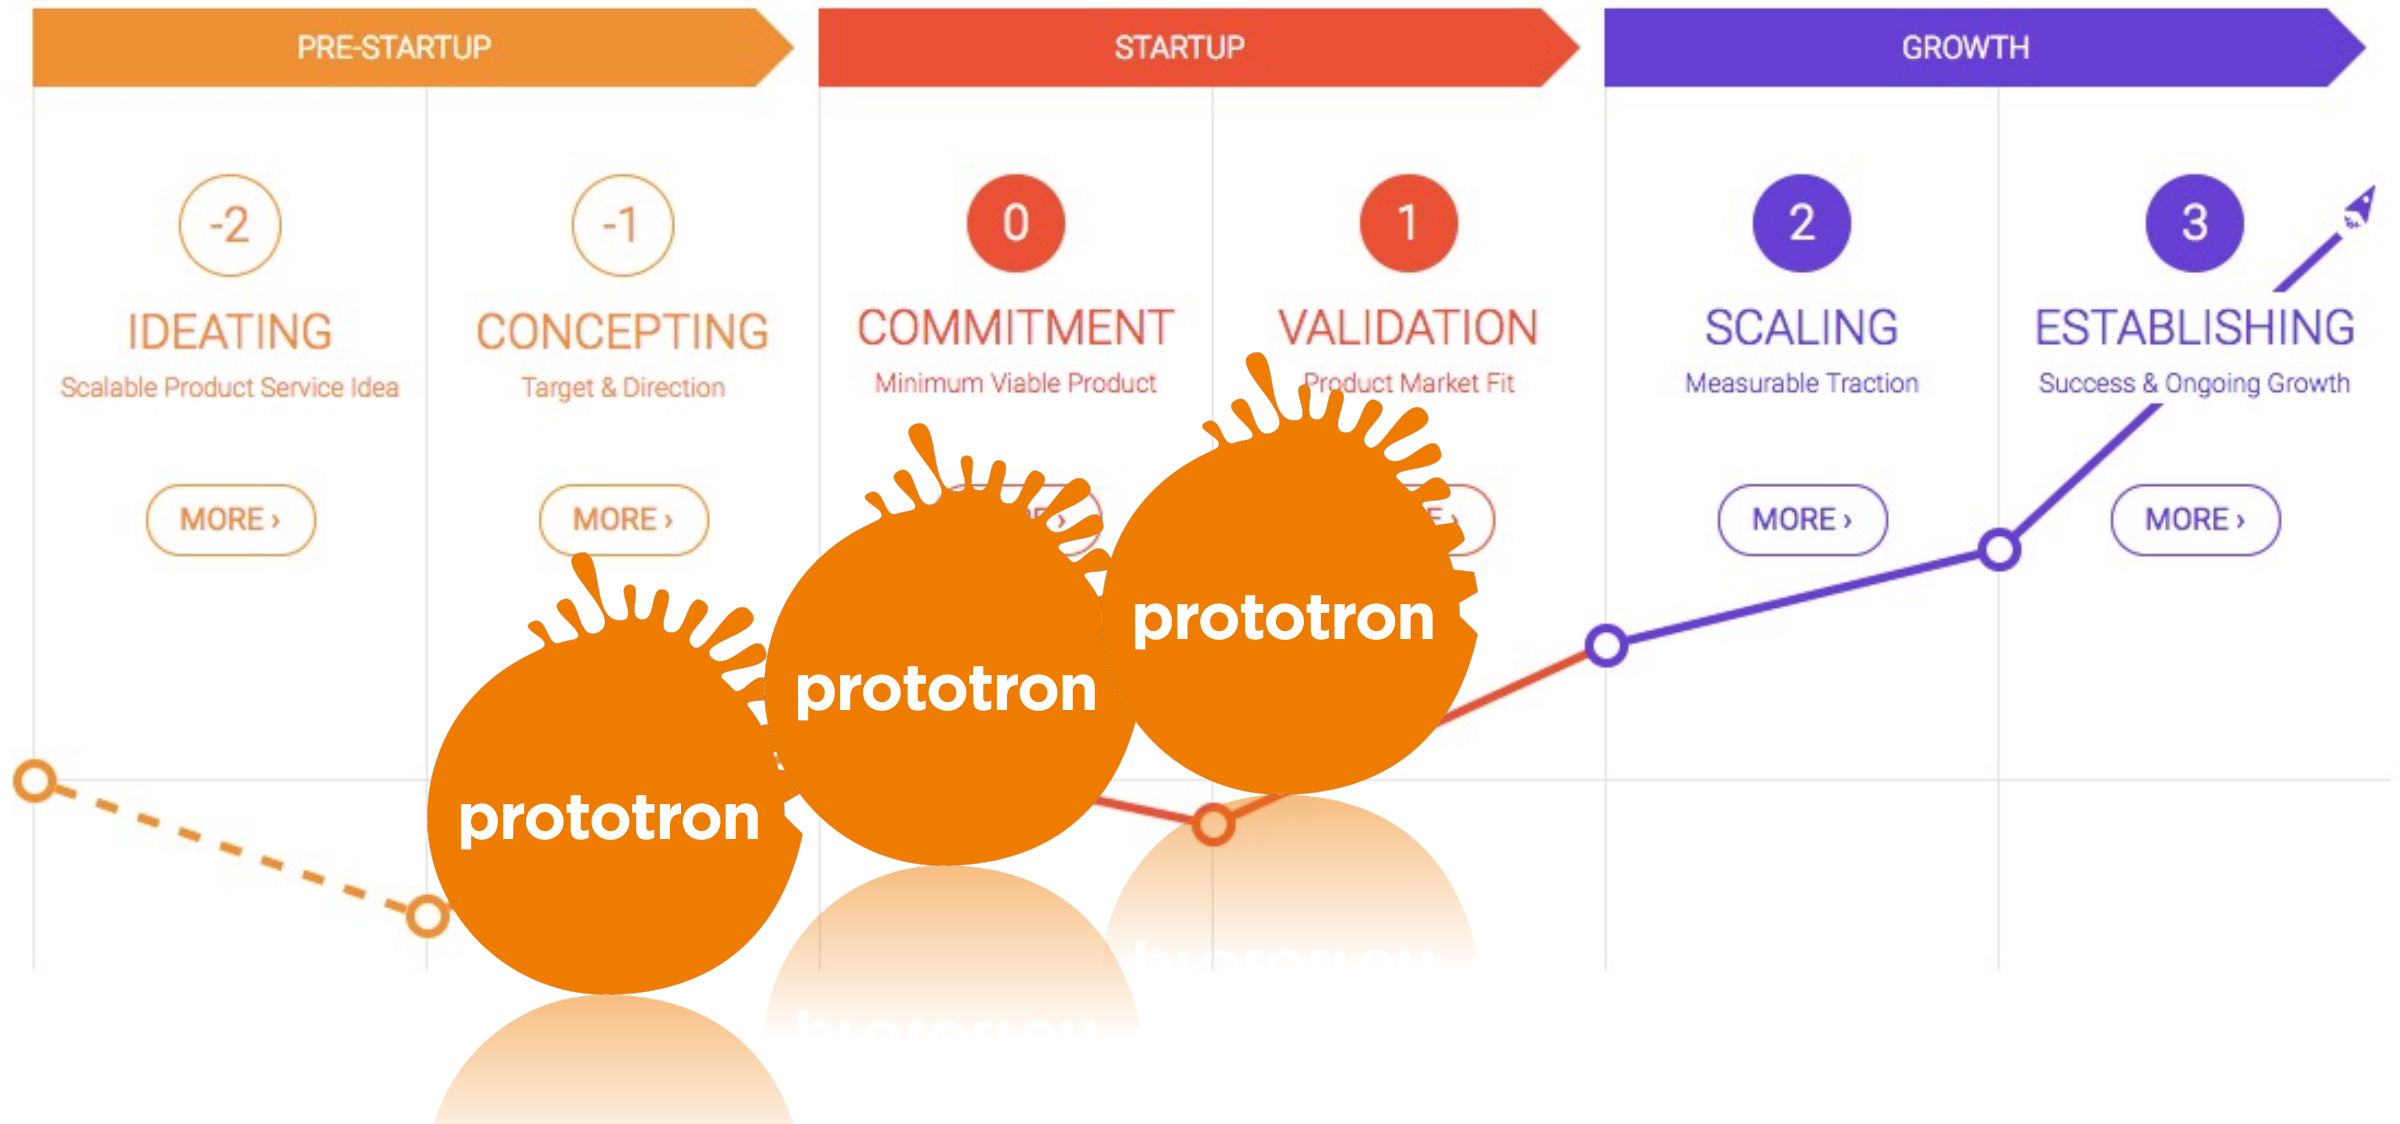 PRE-STARTUP
STARTUP
GROWTH
-2
-1
0
1
2
3
IDEATING
CONCEPTING
COMMITMENT
VALIDATION
SCALING
ESTABLISHING
Scalable Product Service Idea
Target & Direction
Minimum Viable Product
Product Market Fit
Measurable Traction
Success & Ongoing Growth
MORE ›
MORE ›
MORE ›
MORE ›
prototron
prototron
prototron